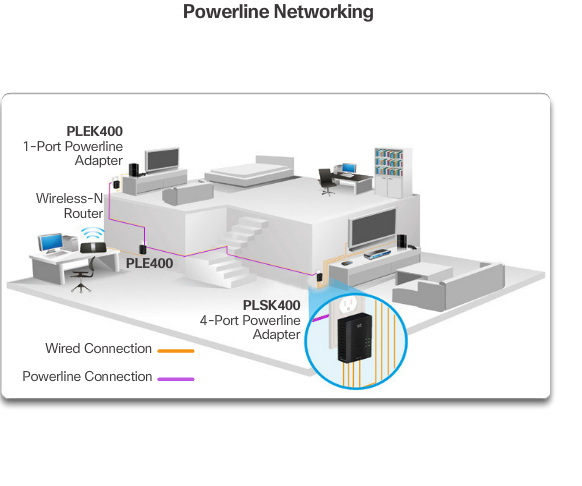 Powerline Networking
PLEK400
1-Port Powerline
Adapter
Wireless-N
Router
PLE400
PLSK400
4-Port Powerline
Adapter
Wired Connection
Powerline Connection